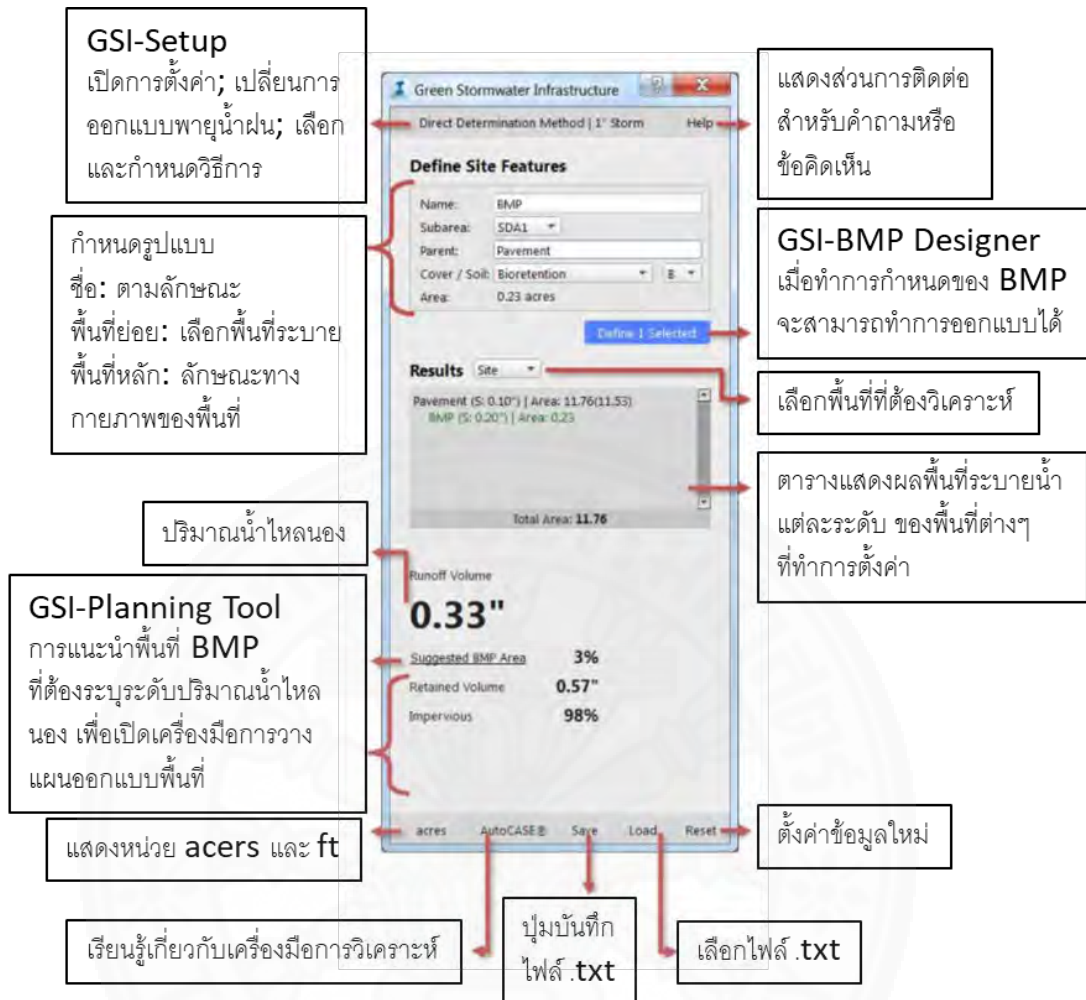 GSI-Setup
เปิดการตั้งค่า; เปลี่ยนการ
ออกแบบพายุน้ำฝน; เลือก
และกำหนดวิธีการ
กำหนดรูปแบบ
ชื่อ: ตามลักษณะ
พื้นที่ย่อย: เลือกพื้นที่ระบาย
พื้นที่หลัก: ลักษณะทาง
กายภาพของพื้นที่
ปริมาณน้ำไหลนอง
GSI-Planning Tool
การแนะนำพื้นที่ BMP
ที่ต้องระบุระดับปริมาณน้ำไหล
นอง เพื่อเปิดเครื่องมือการวาง
แผนออกแบบพื้นที่
แสดงหน่วย acers และ ft
เรียนรู้เกี่ยวกับเครื่องมือการวิเคราะห์
Green Stormwater Infrastructure
Direct Determination Method | 1" Storm Help
Define Site Features
Name: BMP
Subarea: SDA1
Parent: Pavement
Cover / Soil: Bioretention B
Area: 0.23 acres
Define 1 Selected
Results Site
Pavement (S: 0.10") | Area: 11.76(11.53)
BMP (S: 0.20") | Area: 0.23
Total Area: 11.76
Runoff Volume
0.33"
Suggested BMP Area 3%
Retained Volume 0.57"
Impervious 98%
acres AutoCASE® Save Load Reset
ปุ่มบันทึก
ไฟล์ .txt
แสดงส่วนการติดต่อ
สำหรับคำถามหรือ
ข้อคิดเห็น
GSI-BMP Designer
เมื่อทำการกำหนดของ BMP
จะสามารถทำการออกแบบได้
เลือกพื้นที่ที่ต้องวิเคราะห์
ตารางแสดงผลพื้นที่ระบายน้ำ
แต่ละระดับ ของพื้นที่ต่างๆ
ที่ทำการตั้งค่า
ตั้งค่าข้อมูลใหม่
เลือกไฟล์ .txt